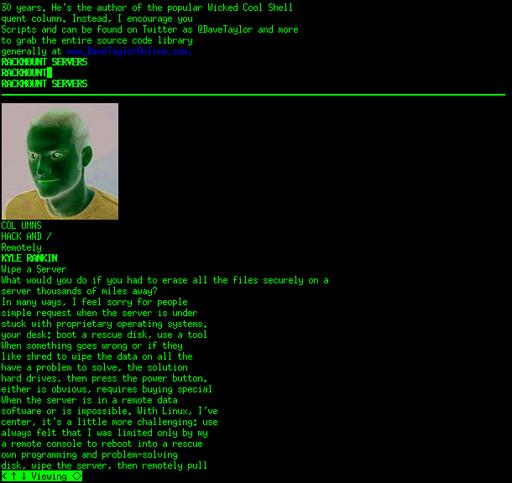 30 years. He's the author of the popular Wicked Cool Shell
quent column. Instead, I encourage you
Scripts and can be found on Twitter as @DaveTaylor and more
to grab the entire source code library
generally at www.DaveTaylorOnline.com.
RACKMOUNT SERVERS
RACKMOUNT
RACKMOUNT SERVERS
COL UMNS
HACK AND /
Remotely
KYLE RANKIN
Wipe a Server
What would you do if you had to erase all the files securely on a
server thousands of miles away?
In many ways, I feel sorry for people
simple request when the server is under
stuck with proprietary operating systems.
your desk: boot a rescue disk, use a tool
When something goes wrong or if they
like shred to wipe the data on all the
have a problem to solve, the solution
hard drives, then press the power button.
either is obvious, requires buying special
When the server is in a remote data
software or is impossible. With Linux, I've
center, it's a little more challenging: use
always felt that I was limited only by my
a remote console to reboot into a rescue
own programming and problem-solving
disk, wipe the server, then remotely pull
<↑↓Viewing <>